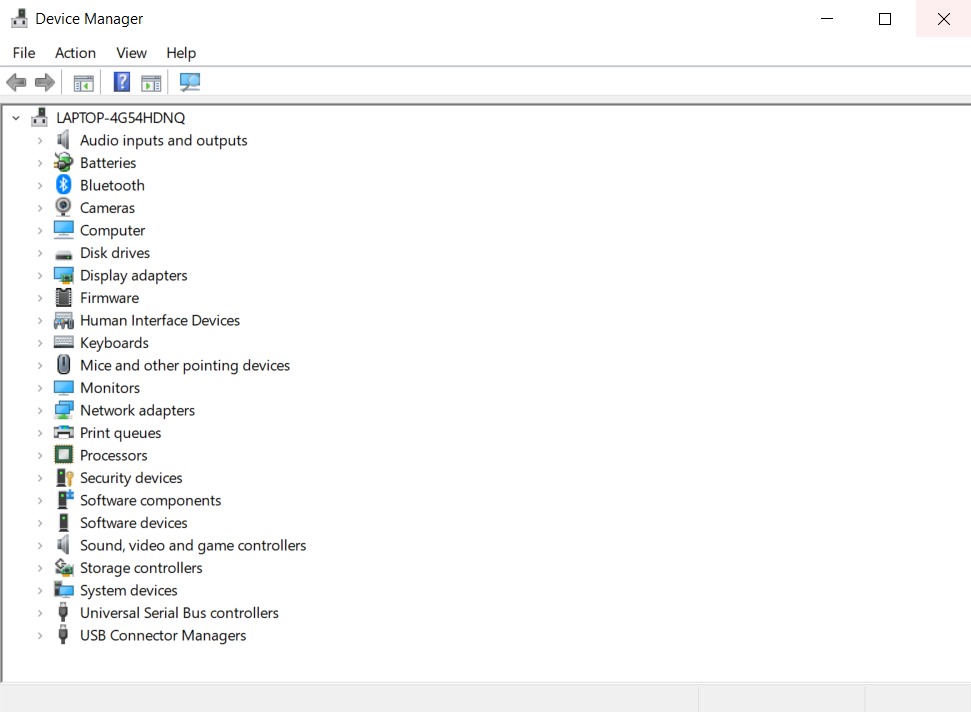 Device Manager
File Action View Help
LAPTOP-4G54HDNQ
Audio inputs and outputs
Batteries
Bluetooth
Cameras
Computer
Disk drives
Display adapters
Firmware
Human Interface Devices
Keyboards
Mice and other pointing devices
Monitors
Network adapters
Print queues
Processors
Security devices
Software components
Software devices
Sound, video and game controllers
Storage controllers
System devices
Universal Serial Bus controllers
USB Connector Managers